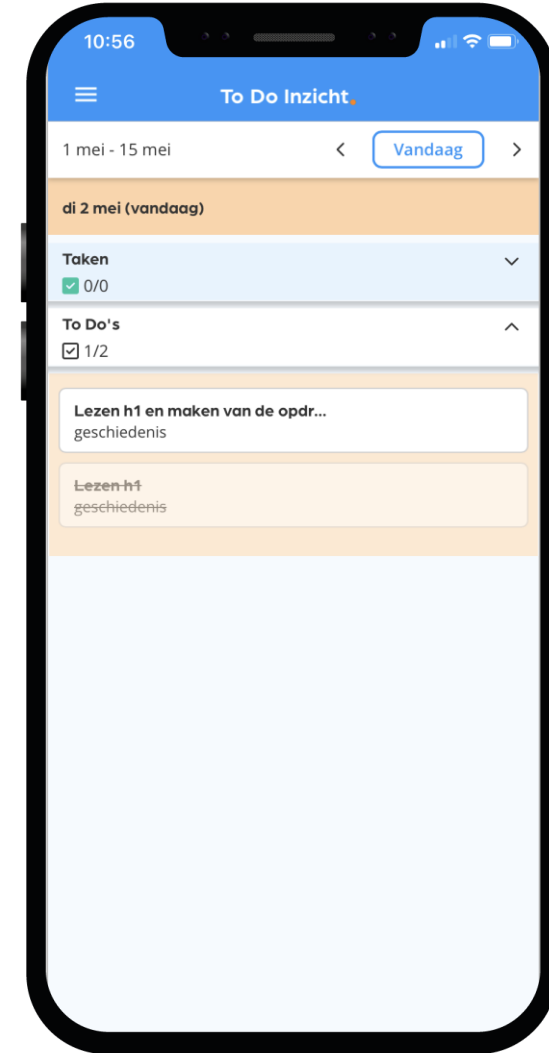 10:56
To Do Inzicht.
1 mei - 15 mei
Vandaag
di 2 mei (vandaag)
Taken
0/0
To Do's
1/2
Lezen h1 en maken van de opdr...
geschiedenis
Lezen h1
geschiedenis